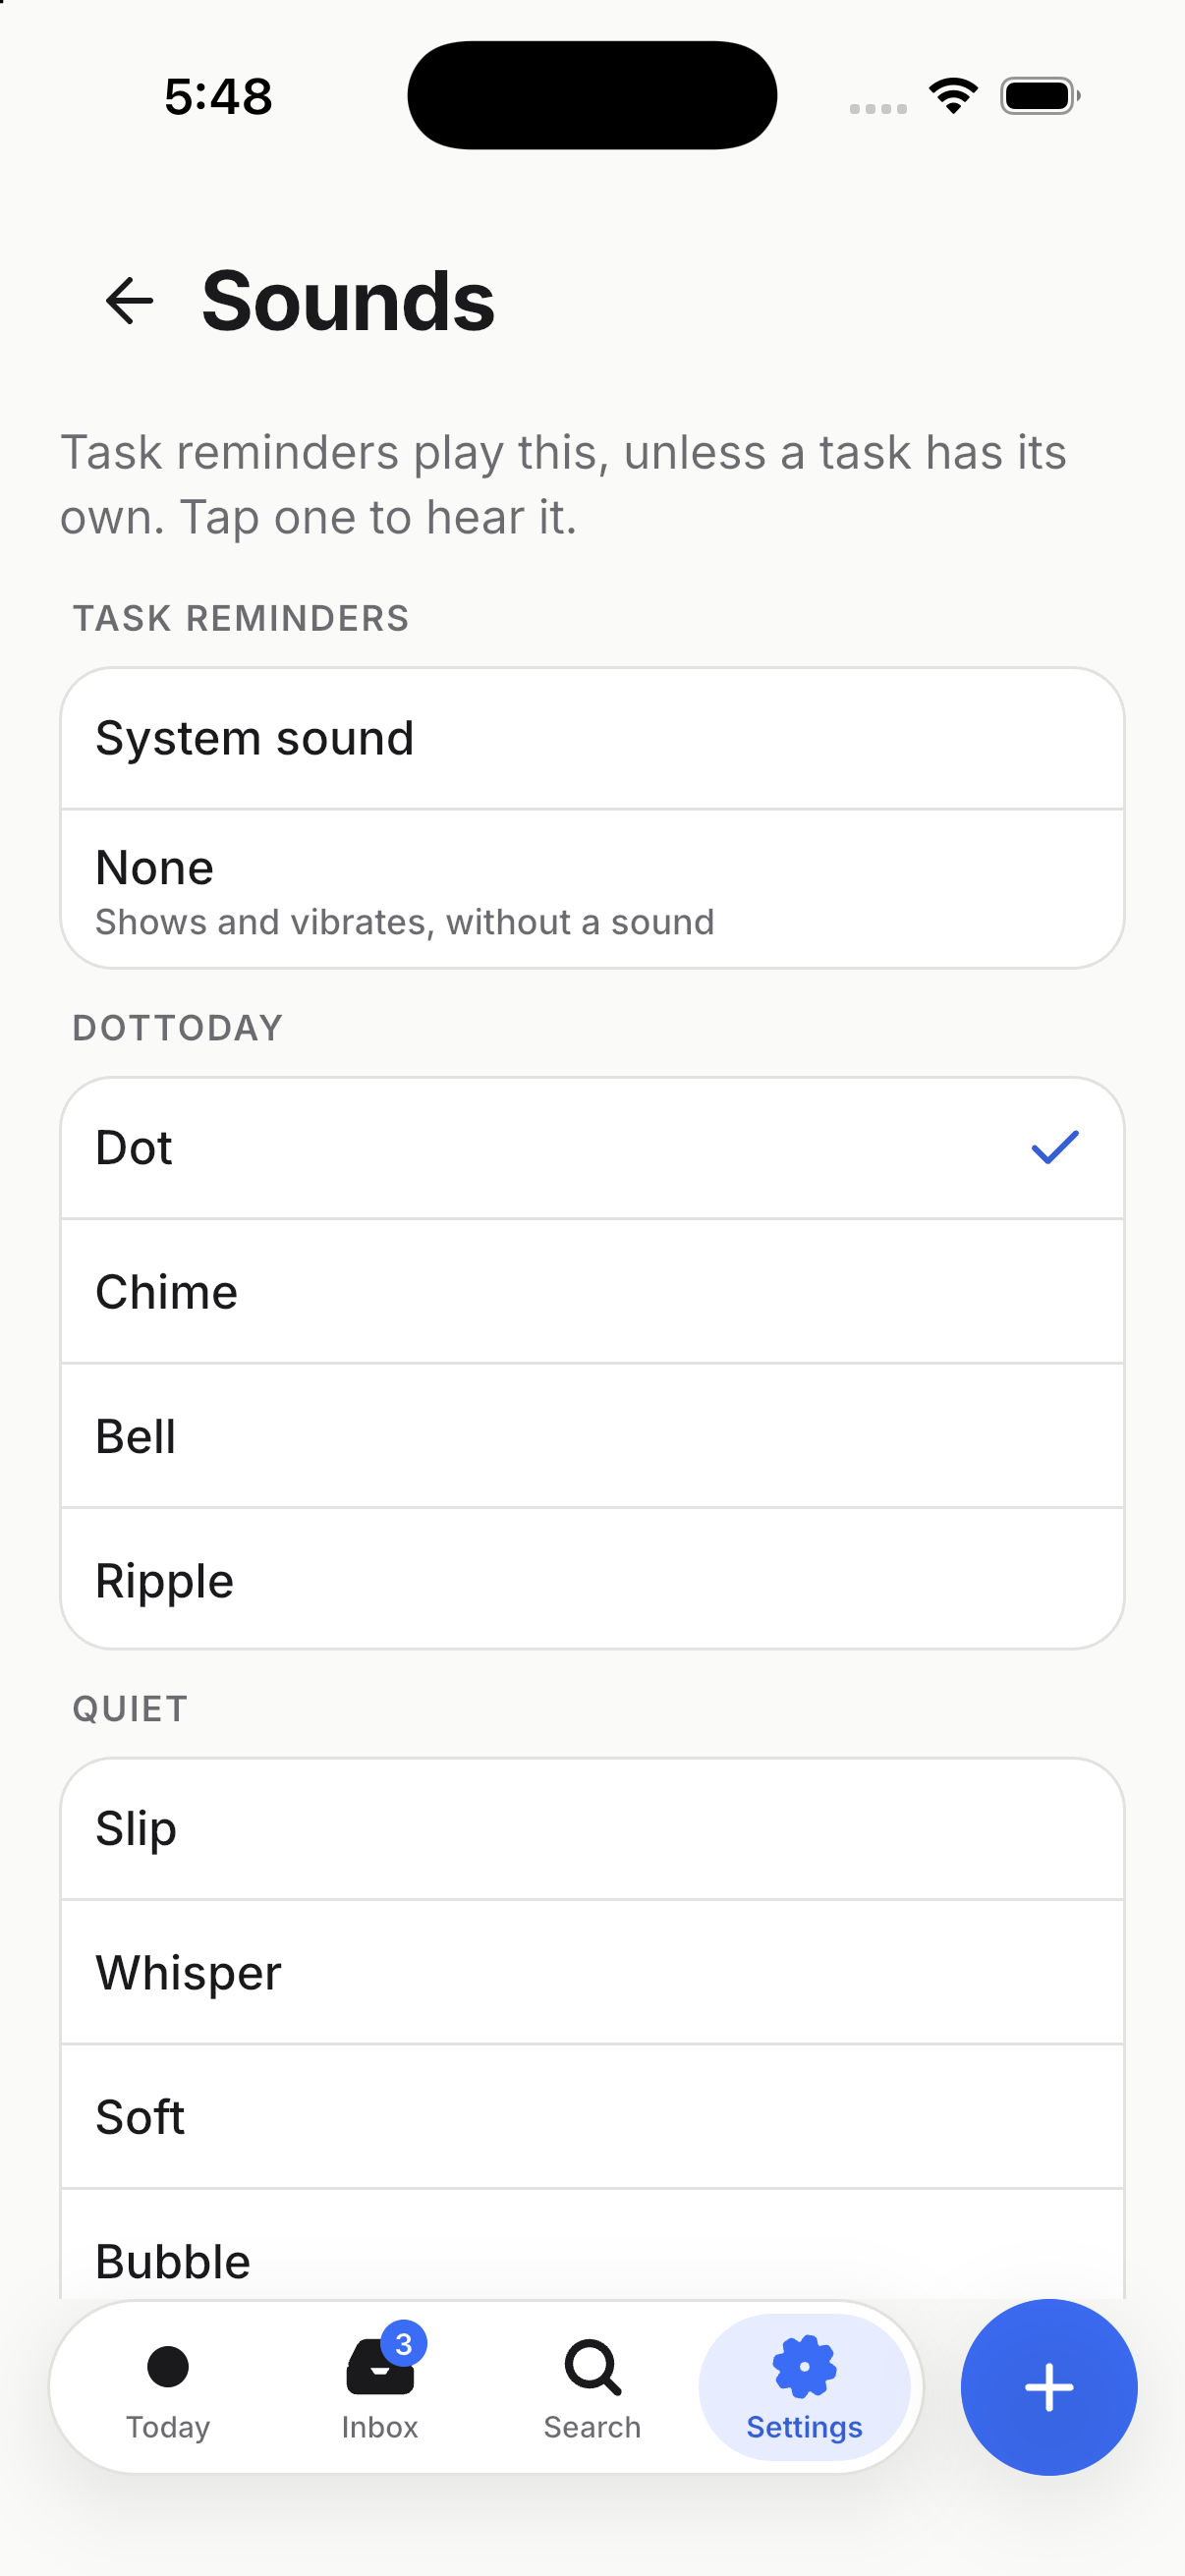 5:48
Sounds
Task reminders play this, unless a task has its
own. Tap one to hear it.
TASK REMINDERS
System sound
None
Shows and vibrates, without a sound
DOTTODAY
Dot
Chime
Bell
Ripple
QUIET
Slip
Whisper
Soft
Bubble
3
Today
Inbox
Search
Settings